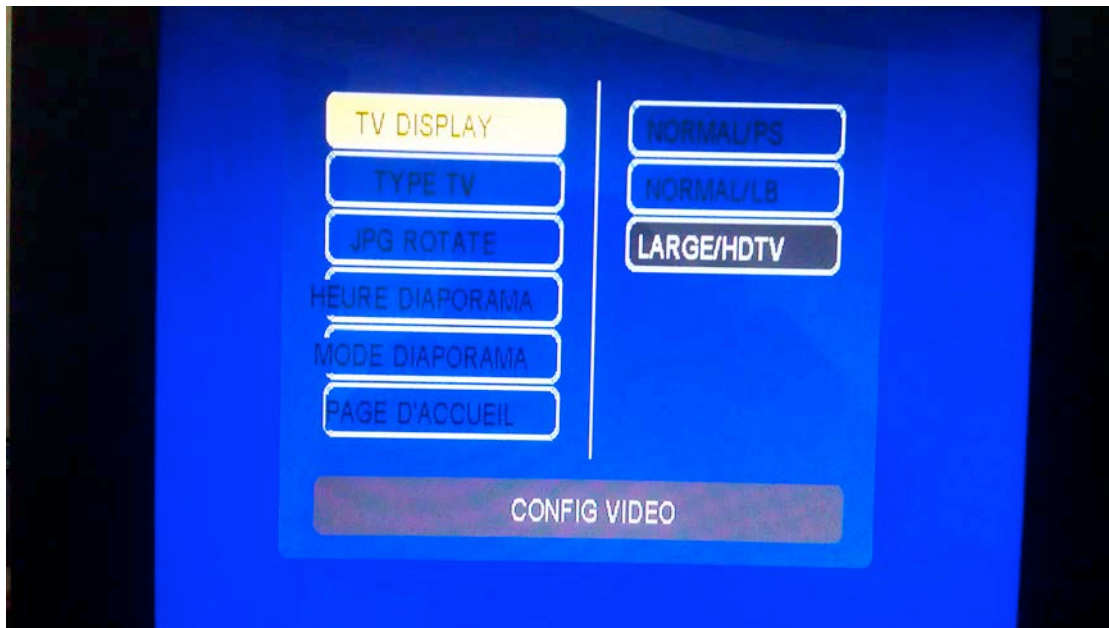 TV DISPLAY
TYPE TV
JPG ROTATE
HEURE DIAPORAMA
MODE DIAPORAMA
PAGE D'ACCUEIL
NORMAL/PS
NORMAL/LB
LARGE/HDTV
CONFIG VIDEO